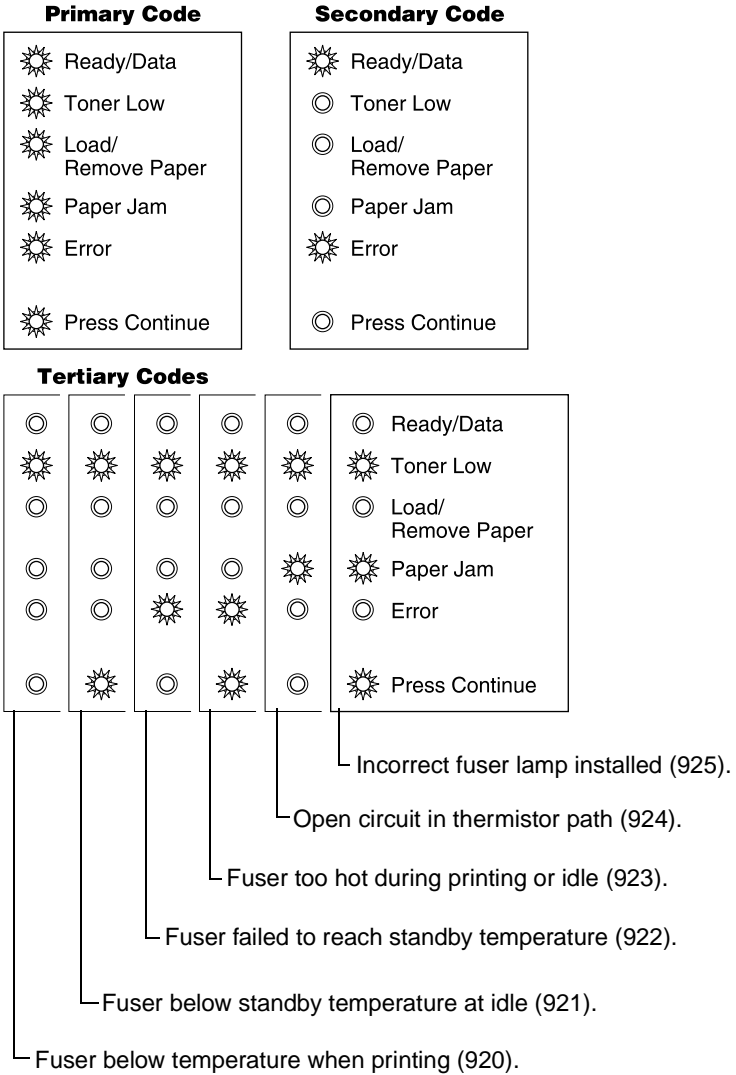 Primary Code
Secondary Code
Ready/Data
Toner Low
Load/
Remove Paper
Paper Jam
Error
Press Continue
Ready/Data
Toner Low
Load/
Remove Paper
Paper Jam
Error
Press Continue
Tertiary Codes
Ready/Data
Toner Low
Load/
Remove Paper
Paper Jam
Error
Press Continue
Incorrect fuser lamp installed (925).
Open circuit in thermistor path (924).
Fuser too hot during printing or idle (923).
Fuser failed to reach standby temperature (922).
Fuser below standby temperature at idle (921).
Fuser below temperature when printing (920).